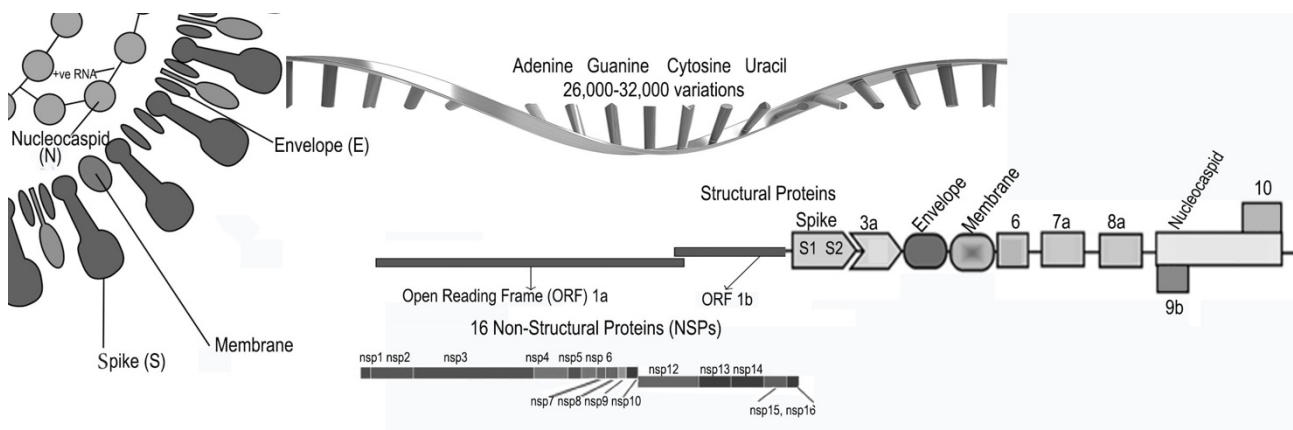 +ve RNA
Nucleocaspid
(N)
Envelope (E)
Spike (S)
Membrane
Adenine Guanine Cytosine Uracil
26,000-32,000 variations
Structural Proteins
Spike
S1 S2
3a
Envelope
Membrane
6
7a
8a
Nucleocaspid
10
9b
Open Reading Frame (ORF) 1a
ORF 1b
16 Non-Structural Proteins (NSPs)
nsp1 nsp2 nsp3 nsp4 nsp5 nsp 6
nsp7 nsp8 nsp9 nsp10
nsp12 nsp13 nsp14
nsp15, nsp16